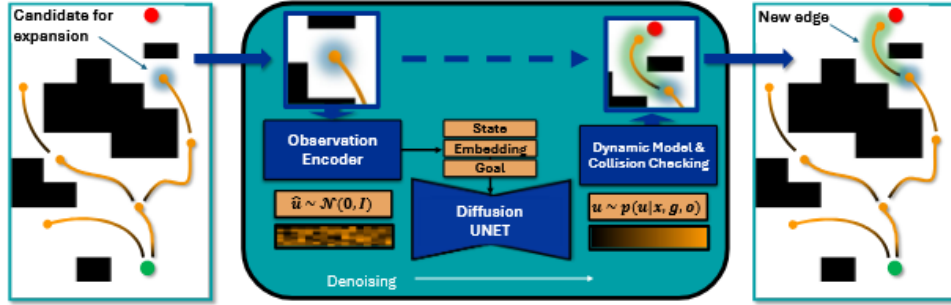 Candidate for
expansion
Observation
Encoder
State
Embedding
Goal
Dynamic Model &
Collision Checking
û ~ 𝒩(0, I)
Diffusion
UNET
u ~ p(u|x, g, o)
Denoising
New edge